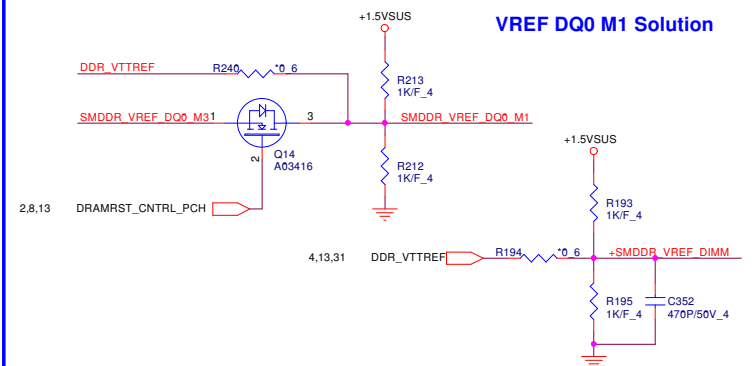 VREF DQ0 M1 Solution
+1.5VSUS
DDR_VTTREF
R240
*0_6
R213
1K/F_4
SMDDR_VREF_DQ0_M3
1
3
SMDDR_VREF_DQ0_M1
Q14
A03416
2
R212
1K/F_4
+1.5VSUS
2,8,13
DRAMRST_CNTRL_PCH
R193
1K/F_4
4,13,31
DDR_VTTREF
R194
*0_6
+SMDDR_VREF_DIMM
R195
1K/F_4
C352
470P/50V_4